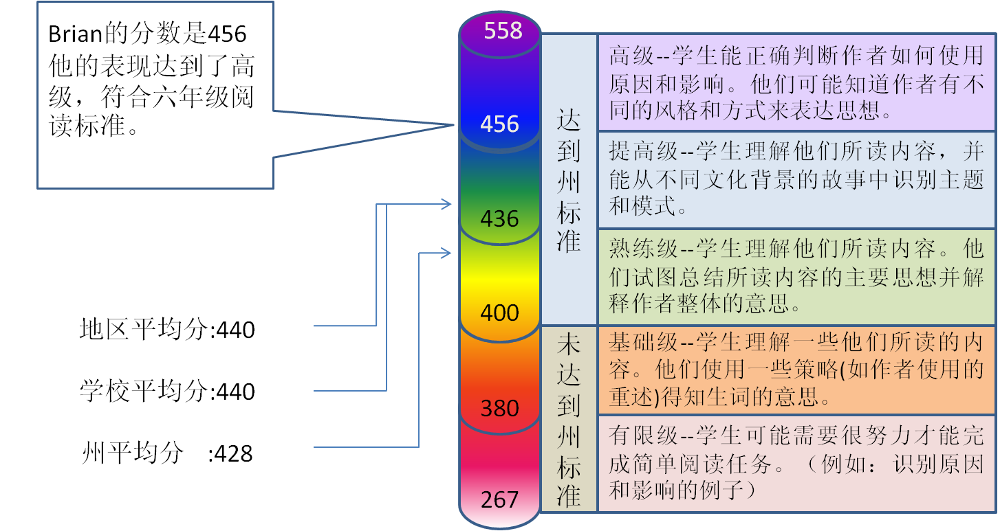 Brian的分数是456
他的表现达到了高
级，符合六年级阅
读标准。
地区平均分:440
学校平均分:440
州平均分 :428
558
456
436
400
380
267
达到州标准
未达到州标准
高级--学生能正确判断作者如何使用
原因和影响。他们可能知道作者有不
同的风格和方式来表达思想。
提高级--学生理解他们所读内容，并
能从不同文化背景的故事中识别主题
和模式。
熟练级--学生理解他们所读内容。他
们试图总结所读内容的主要思想并解
释作者整体的意思。
基础级--学生理解一些他们所读的内
容。他们使用一些策略(如作者使用的
重述)得知生词的意思。
有限级--学生可能需要很努力才能完
成简单阅读任务。（例如：识别原因
和影响的例子）